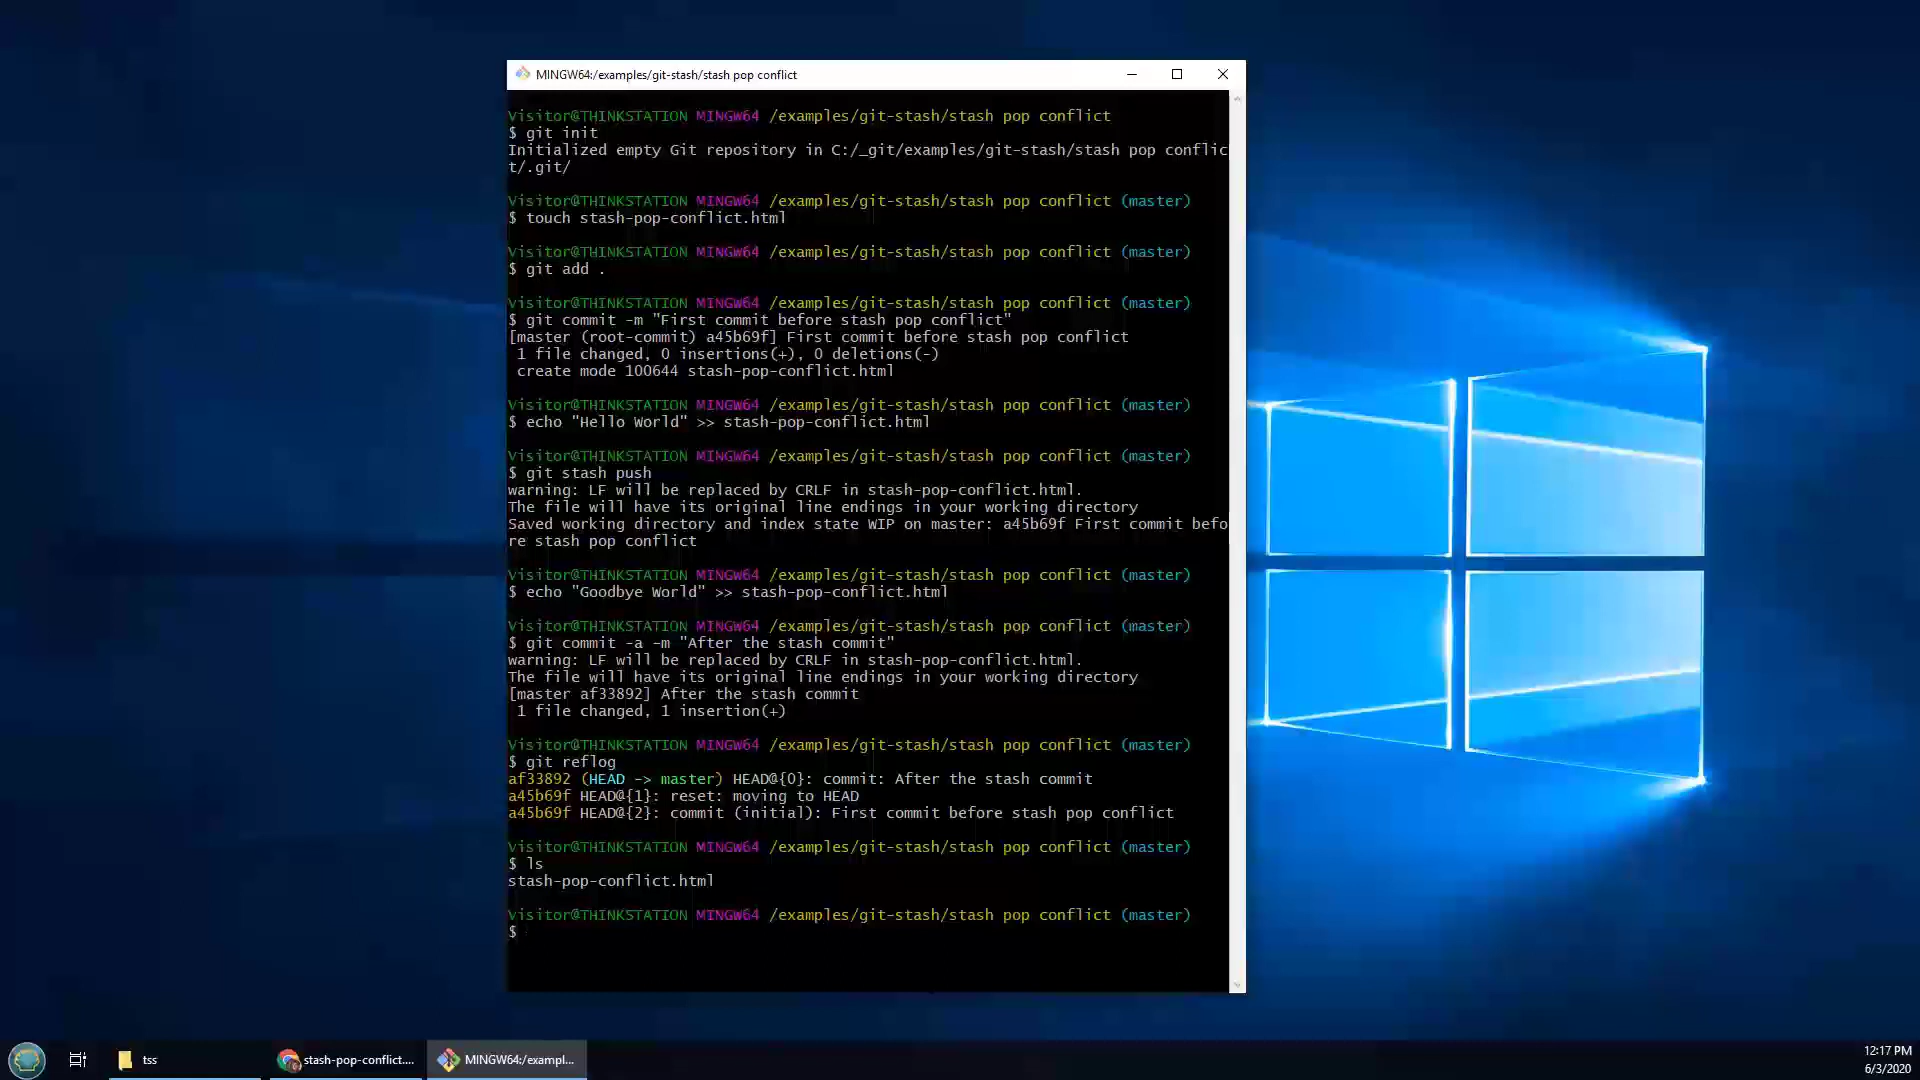 MINGW64:/examples/git-stash/stash pop conflict
Visitor@THINKSTATION MINGW64 /examples/git-stash/stash pop conflict
$ git init
Initialized empty Git repository in C:/_git/examples/git-stash/stash pop conflic
t/.git/
Visitor@THINKSTATION MINGW64 /examples/git-stash/stash pop conflict (master)
$ touch stash-pop-conflict.html
Visitor@THINKSTATION MINGW64 /examples/git-stash/stash pop conflict (master)
$ git add .
Visitor@THINKSTATION MINGW64 /examples/git-stash/stash pop conflict (master)
$ git commit -m "First commit before stash pop conflict"
[master (root-commit) a45b69f] First commit before stash pop conflict
1 file changed, 0 insertions(+), 0 deletions(-)
create mode 100644 stash-pop-conflict.html
Visitor@THINKSTATION MINGW64 /examples/git-stash/stash pop conflict (master)
$ echo "Hello World" >> stash-pop-conflict.html
Visitor@THINKSTATION MINGW64 /examples/git-stash/stash pop conflict (master)
$ git stash push
warning: LF will be replaced by CRLF in stash-pop-conflict.html.
The file will have its original line endings in your working directory
Saved working directory and index state WIP on master: a45b69f First commit befo
re stash pop conflict
Visitor@THINKSTATION MINGW64 /examples/git-stash/stash pop conflict (master)
$ echo "Goodbye World" >> stash-pop-conflict.html
Visitor@THINKSTATION MINGW64 /examples/git-stash/stash pop conflict (master)
$ git commit -a -m "After the stash commit"
warning: LF will be replaced by CRLF in stash-pop-conflict.html.
The file will have its original line endings in your working directory
[master af33892] After the stash commit
1 file changed, 1 insertion(+)
Visitor@THINKSTATION MINGW64 /examples/git-stash/stash pop conflict (master)
$ git reflog
af33892 (HEAD -> master) HEAD@{0}: commit: After the stash commit
a45b69f HEAD@{1}: reset: moving to HEAD
a45b69f HEAD@{2}: commit (initial): First commit before stash pop conflict
Visitor@THINKSTATION MINGW64 /examples/git-stash/stash pop conflict (master)
$ ls
stash-pop-conflict.html
Visitor@THINKSTATION MINGW64 /examples/git-stash/stash pop conflict (master)
$
tss
stash-pop-conflict....
MINGW64:/exampl...
12:17 PM
6/3/2020